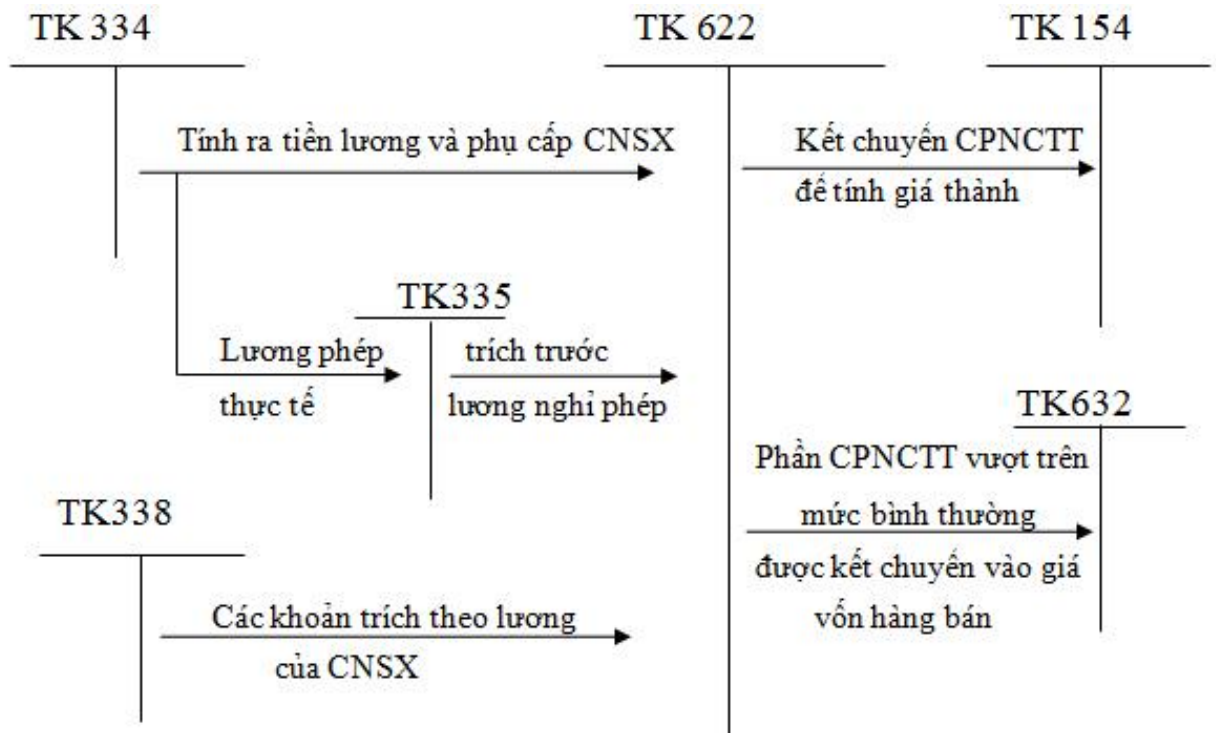 TK 334
TK 622
TK 154
Tính ra tiền lương và phụ cấp CNSX
Kết chuyển CPNCTT
để tính giá thành
TK335
Lương phép
thực tế
trích trước
lương nghỉ phép
TK632
Phần CPNCTT vượt trên
mức bình thường
được kết chuyển vào giá
vốn hàng bán
TK338
Các khoản trích theo lương
của CNSX